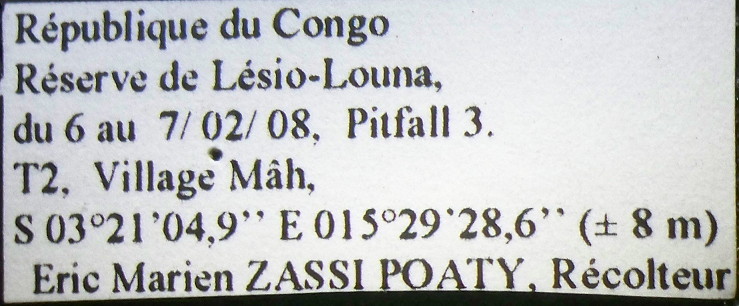 République du Congo
Réserve de Lésio-Louna,
du 6 au 7/ 02/ 08, Pitfall 3.
T2, Village Mâh,
S 03°21’04,9’’ E 015°29’28,6’’ (± 8 m)
Eric Marien ZASSI POATY, Récolteur